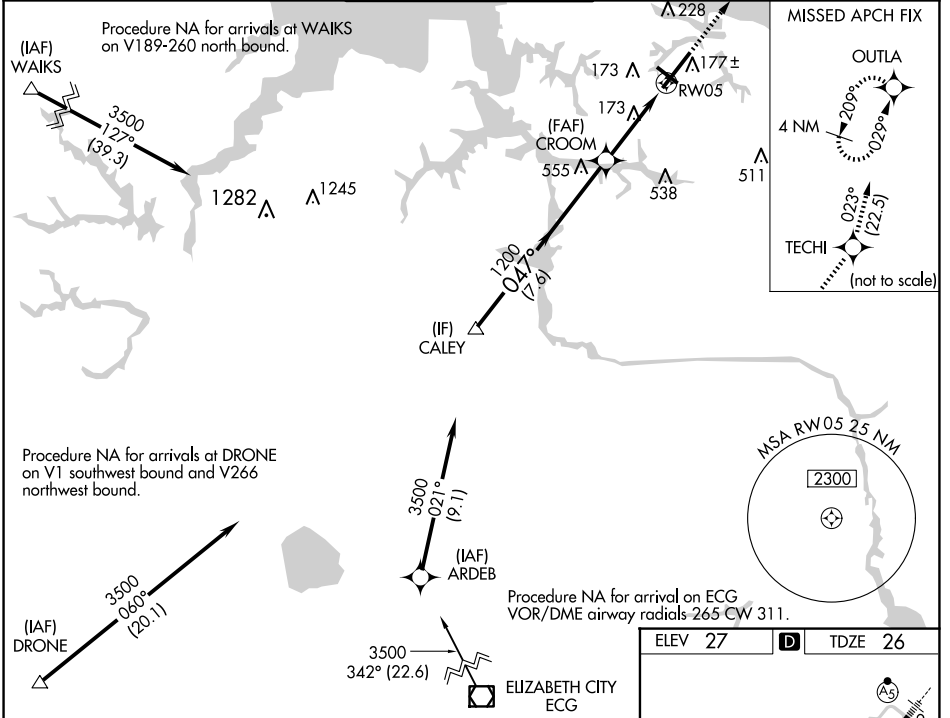 Procedure NA for arrivals at WAIKS
on V189-260 north bound.
(IAF)
WAIKS
3500
127°
(39.3)
1282
1245
228
173
177±
RW05
173
(FAF)
CROOM
555
538
511
1200
047°
(7.6)
(IF)
CALEY
MISSED APCH FIX
OUTLA
209°
029°
4 NM
023°
(22.5)
TECHI
(not to scale)
Procedure NA for arrivals at DRONE
on V1 southwest bound and V266
northwest bound.
3500
060°
(20.1)
(IAF)
DRONE
3500
021°
(9.1)
(IAF)
ARDEB
MSA RW05 25 NM
2300
Procedure NA for arrival on ECG
VOR/DME airway radials 265 CW 311.
3500
342° (22.6)
ELIZABETH CITY
ECG
ELEV 27
D
TDZE 26
A5